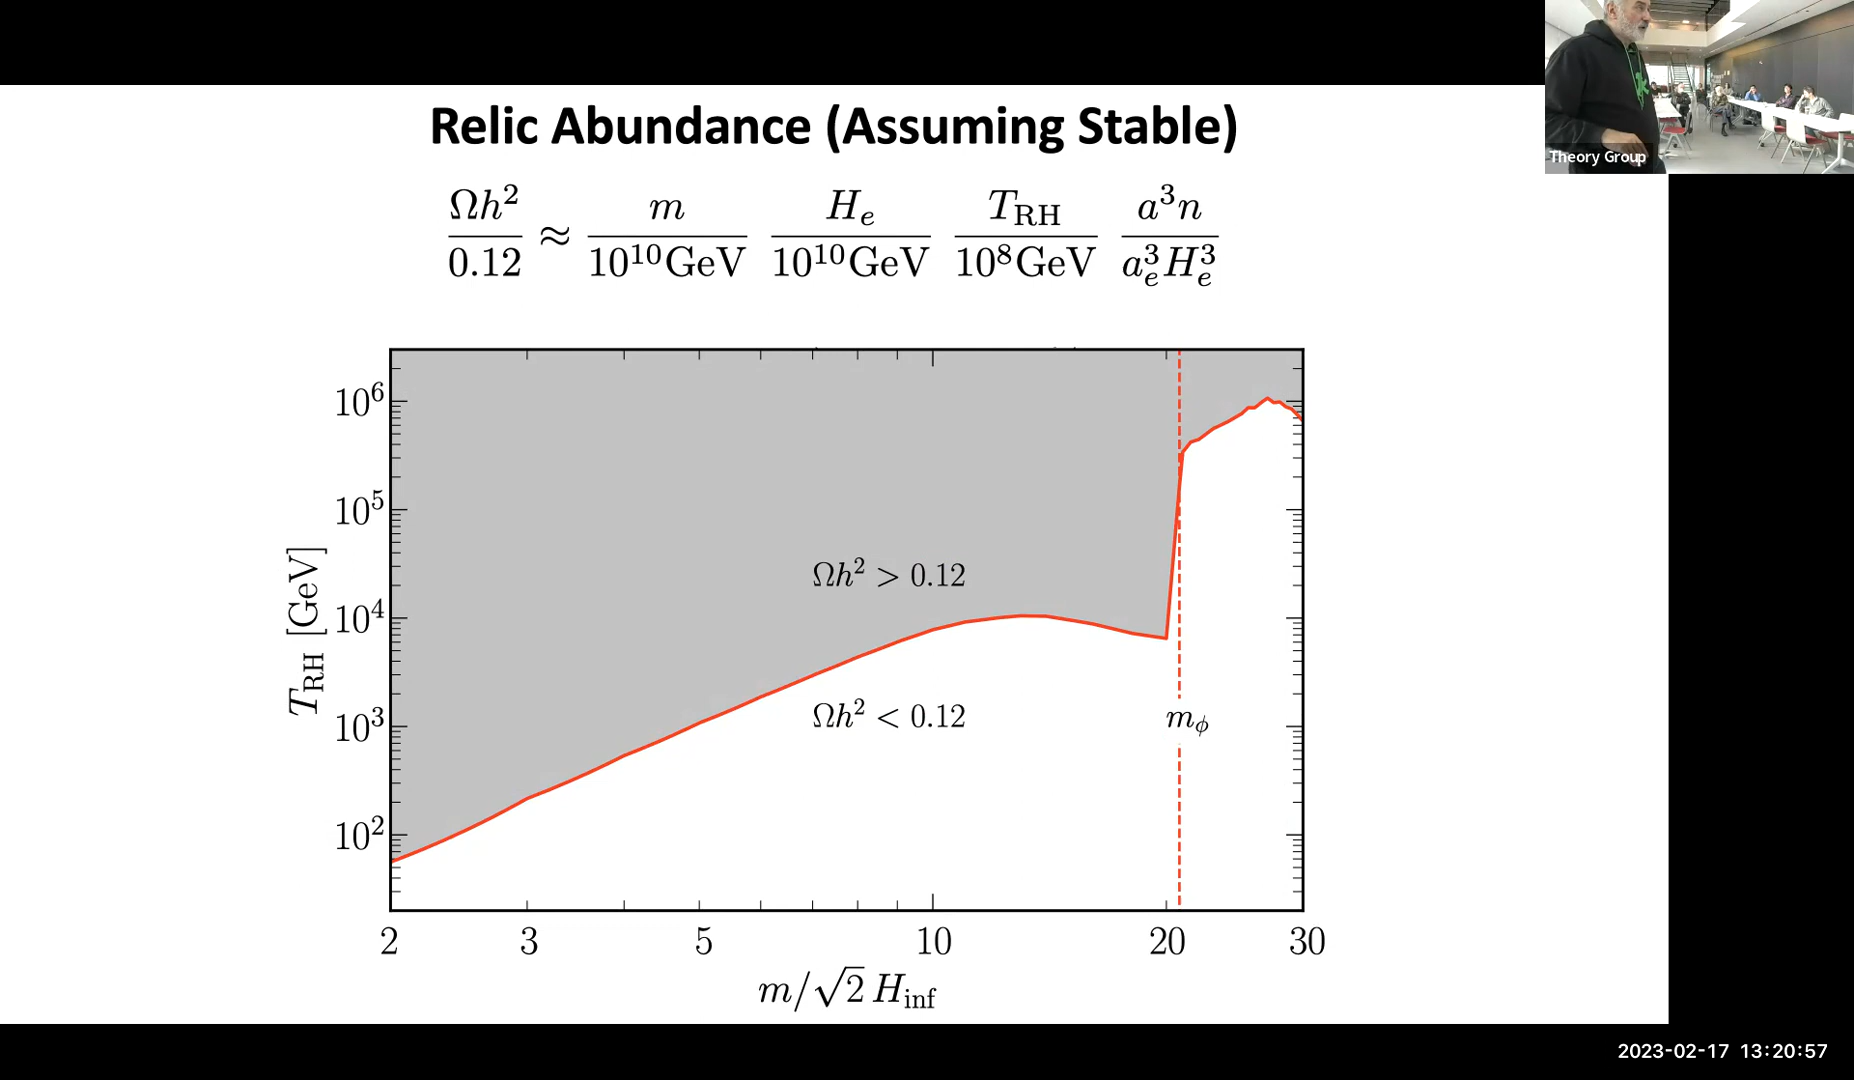 Theory Group
Relic Abundance (Assuming Stable)
Ωh²/0.12 ≈ m/10¹⁰GeV H_e/10¹⁰GeV T_RH/10⁸GeV a³n/a_e³H_e³
10⁶
10⁵
10⁴
10³
10²
T_RH [GeV]
Ωh² > 0.12
Ωh² < 0.12
m_ϕ
2 3 5 10 20 30
m/√2 H_inf
2023-02-17 13:20:57